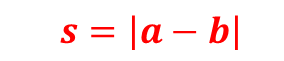 s = |a − b|